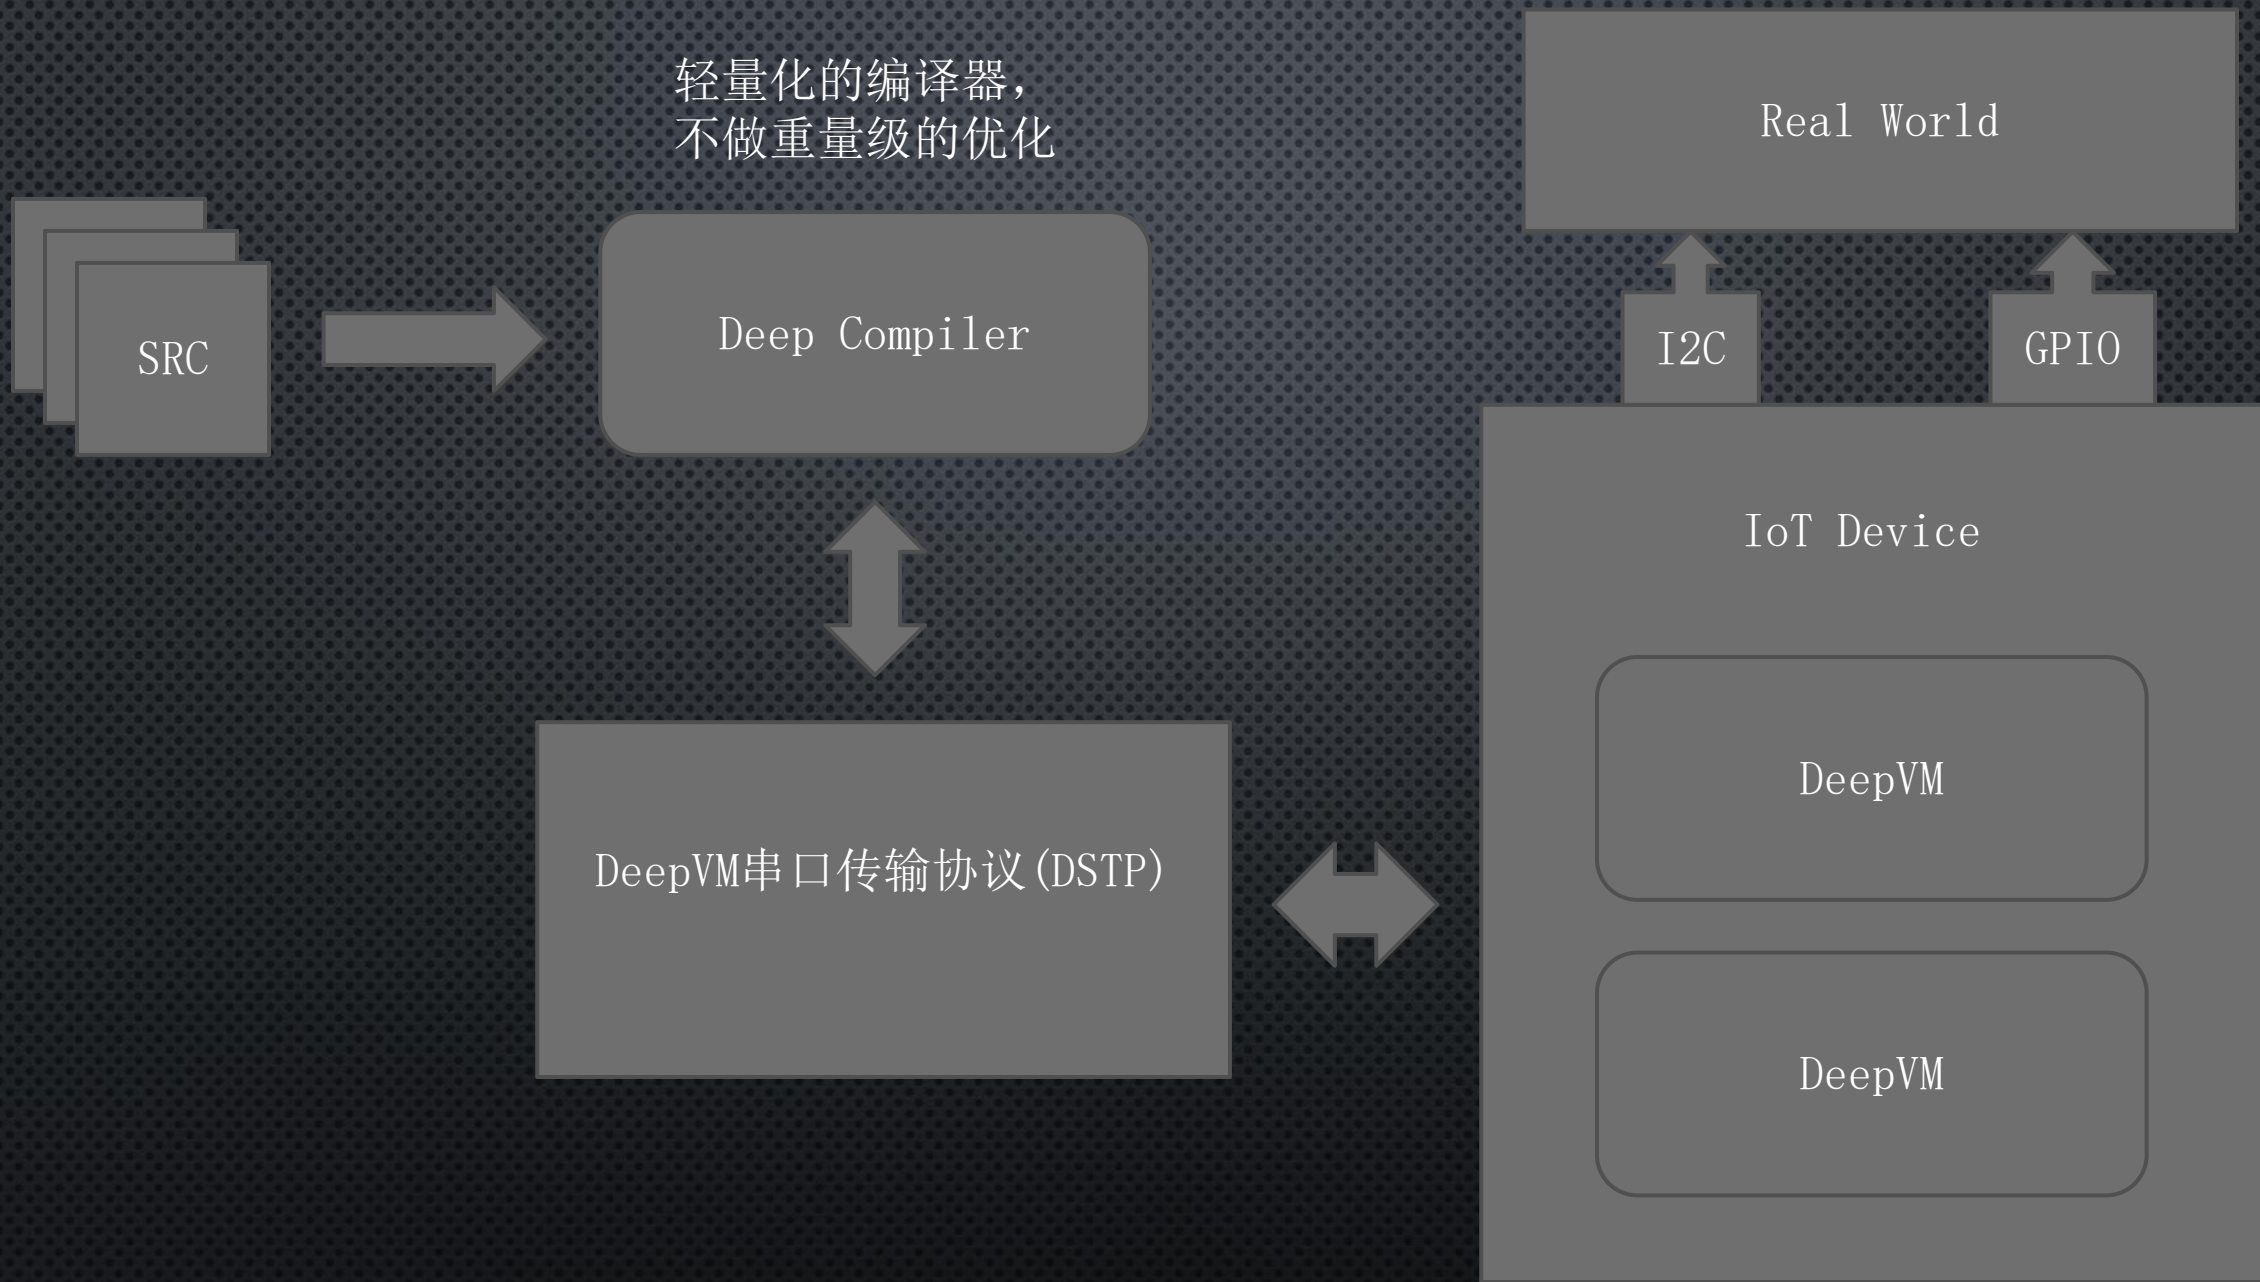 轻量化的编译器，
不做重量级的优化
Real World
SRC
Deep Compiler
I2C
GPIO
IoT Device
DeepVM
DeepVM串口传输协议(DSTP)
DeepVM